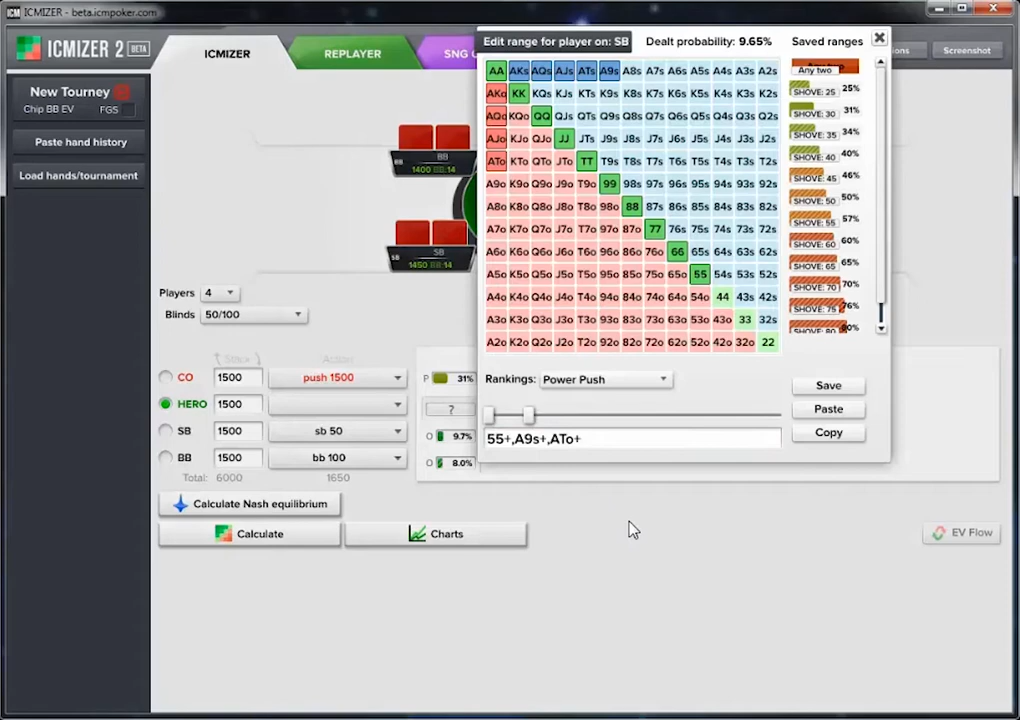 ICM ICMIZER - beta.icmpoker.com
ICMIZER 2 BETA
ICMIZER
REPLAYER
SNG
Screenshot
New Tourney
Chip BB EV
FGS
Paste hand history
Load hands/tournament
BB
BB
1400 BB:14
SB
SB
1450 BB:14
Players 4
Blinds 50/100
Stack
Action
CO 1500 push 1500
HERO 1500
SB 1500 sb 50
BB 1500 bb 100
Total: 6000 1650
P 31%
?
O 9.7%
O 8.0%
Calculate Nash equilibrium
Calculate
Charts
EV Flow
Edit range for player on: SB
Dealt probability: 9.65%
Saved ranges
AA AKs AQs AJs ATs A9s A8s A7s A6s A5s A4s A3s A2s
AKo KK KQs KJs KTs K9s K8s K7s K6s K5s K4s K3s K2s
AQo KQo QQ QJs QTs Q9s Q8s Q7s Q6s Q5s Q4s Q3s Q2s
AJo KJo QJo JJ JTs J9s J8s J7s J6s J5s J4s J3s J2s
ATo KTo QTo JTo TT T9s T8s T7s T6s T5s T4s T3s T2s
A9o K9o Q9o J9o T9o 99 98s 97s 96s 95s 94s 93s 92s
A8o K8o Q8o J8o T8o 98o 88 87s 86s 85s 84s 83s 82s
A7o K7o Q7o J7o T7o 97o 87o 77 76s 75s 74s 73s 72s
A6o K6o Q6o J6o T6o 96o 86o 76o 66 65s 64s 63s 62s
A5o K5o Q5o J5o T5o 95o 85o 75o 65o 55 54s 53s 52s
A4o K4o Q4o J4o T4o 94o 84o 74o 64o 54o 44 43s 42s
A3o K3o Q3o J3o T3o 93o 83o 73o 63o 53o 43o 33 32s
A2o K2o Q2o J2o T2o 92o 82o 72o 62o 52o 42o 32o 22
Any two
SHOVE: 25 25%
SHOVE: 30 31%
SHOVE: 35 34%
SHOVE: 40 40%
SHOVE: 45 46%
SHOVE: 50 50%
SHOVE: 55 57%
SHOVE: 60 60%
SHOVE: 65 65%
SHOVE: 70 70%
SHOVE: 75 76%
SHOVE: 80
Rankings: Power Push
55+,A9s+,ATo+
Save
Paste
Copy